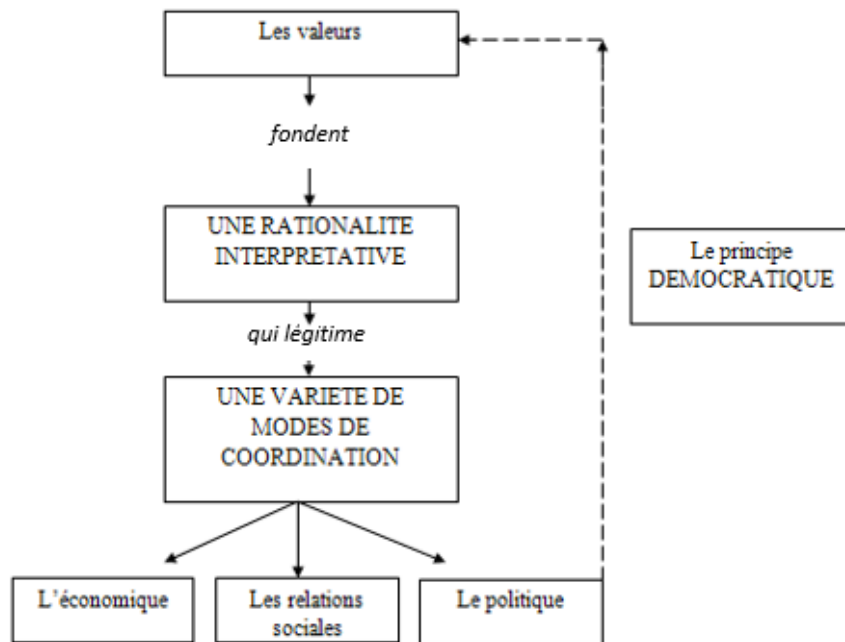 Les valeurs
fondent
UNE RATIONALITE
INTERPRETATIVE
Le principe
DEMOCRATIQUE
qui légitime
UNE VARIETE DE
MODES DE
COORDINATION
L'économique
Les relations
sociales
Le politique